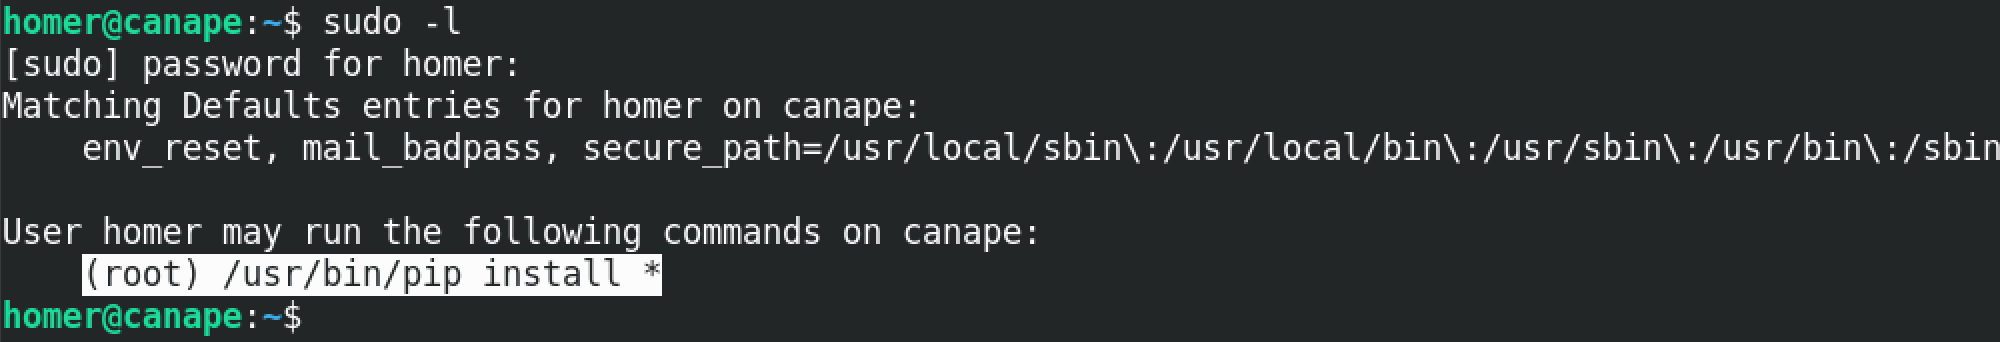 homer@canape:~$ sudo -l
[sudo] password for homer:
Matching Defaults entries for homer on canape:
    env_reset, mail_badpass, secure_path=/usr/local/sbin\:/usr/local/bin\:/usr/sbin\:/usr/bin\:/sbin
User homer may run the following commands on canape:
    (root) /usr/bin/pip install *
homer@canape:~$